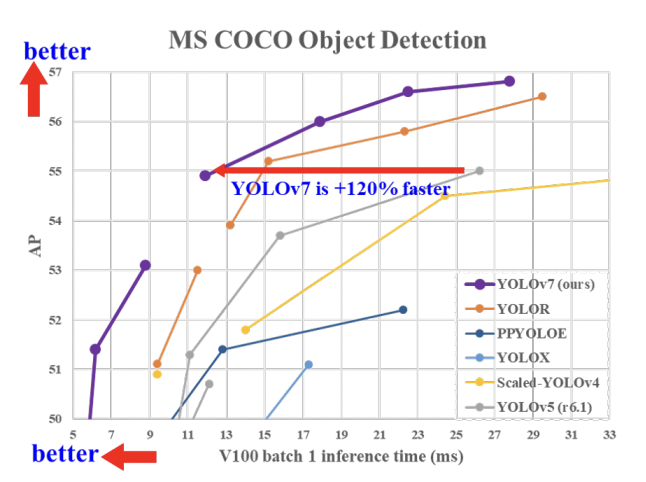 MS COCO Object Detection
better
57
56
55
54
53
52
51
50
AP
YOLOv7 is +120% faster
YOLOv7 (ours)
YOLOR
PPYOLOE
YOLOX
Scaled-YOLOv4
YOLOv5 (r6.1)
5 7 9 11 13 15 17 19 21 23 25 27 29 31 33
better
V100 batch 1 inference time (ms)